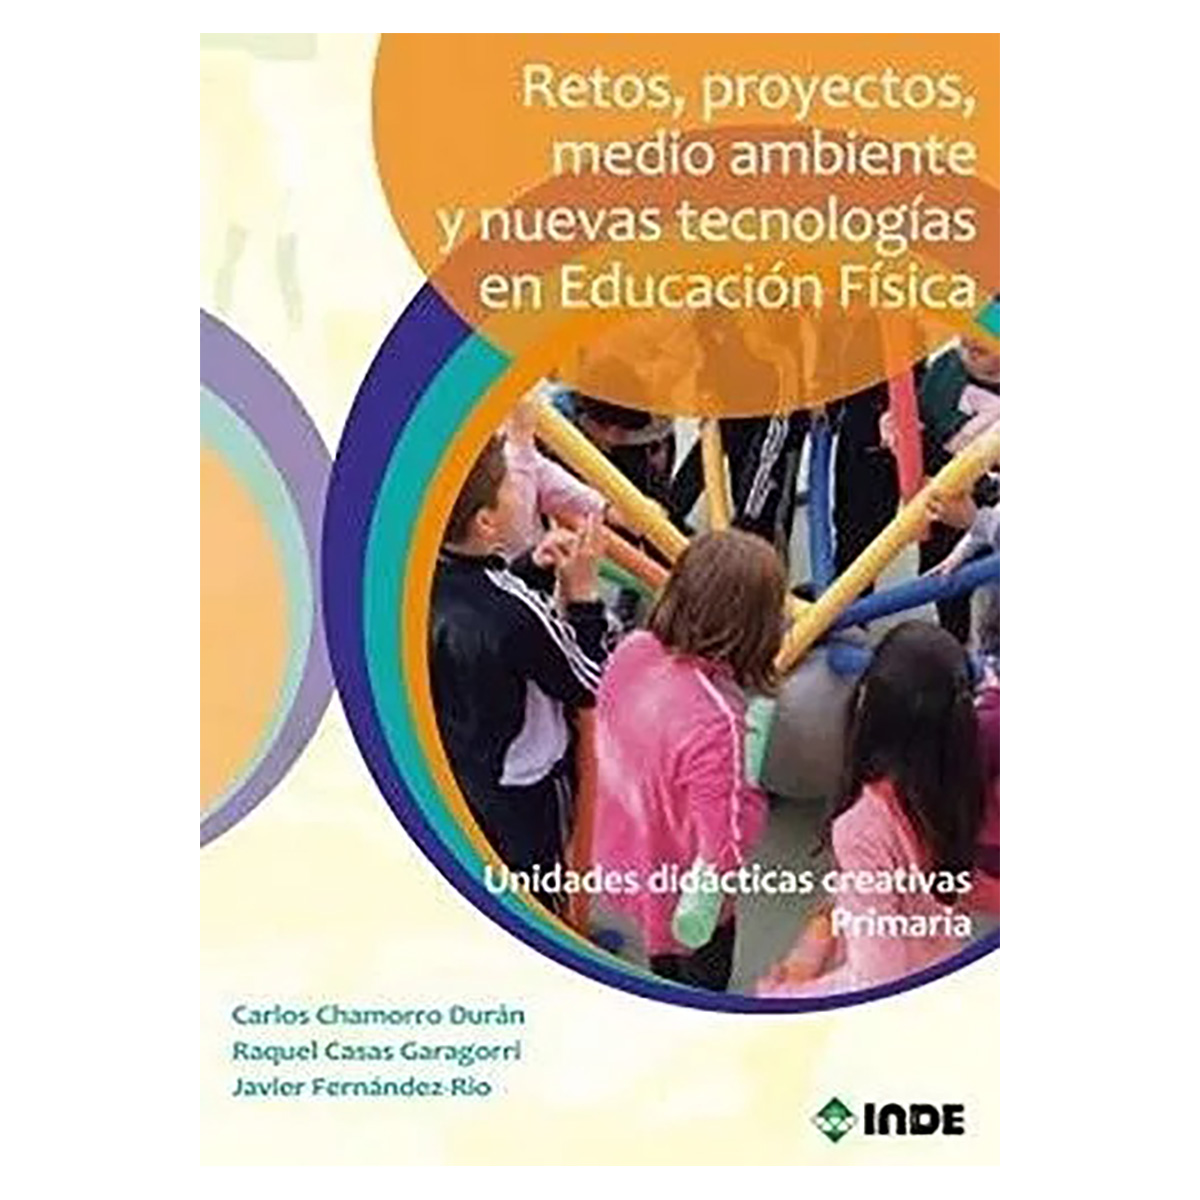 Retos, proyectos,
medio ambiente
y nuevas tecnologías
en Educación Física
Unidades didácticas creativas
Primaria
Carlos Chamorro Durán
Raquel Casas Garagorri
Javier Fernández-Río
INDE